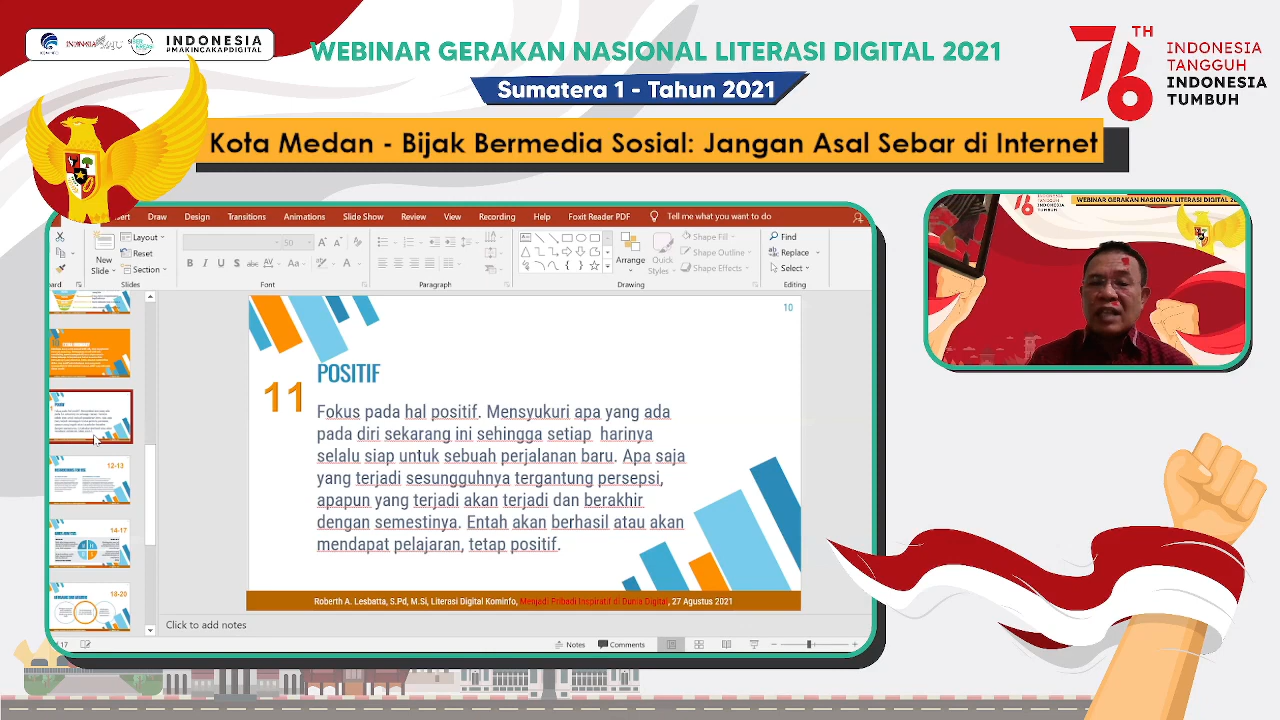 INDONESIA
#MAKINCAKAPDIGITAL
WEBINAR GERAKAN NASIONAL LITERASI DIGITAL 2021
Sumatera 1 - Tahun 2021
Kota Medan - Bijak Bermedia Sosial: Jangan Asal Sebar di Internet
76TH
INDONESIA
TANGGUH
INDONESIA
TUMBUH
Draw Design Transitions Animations Slide Show Review View Recording Help Foxit Reader PDF Tell me what you want to do
New
Slide
Layout
Reset
Section
Slides
50
Font
Paragraph
Arrange
Quick
Styles
Shape Fill
Shape Outline
Shape Effects
Drawing
Find
Replace
Select
Editing
12-13
14-17
18-20
10
POSITIF
11
Fokus pada hal positif. Mensyukuri apa yang ada
pada diri sekarang ini sehingga setiap harinya
selalu siap untuk sebuah perjalanan baru. Apa saja
yang terjadi sesungguhnya tergantung persepsi,
apapun yang terjadi akan terjadi dan berakhir
dengan semestinya. Entah akan berhasil atau akan
mendapat pelajaran, tetap positif.
Roberth A. Lesbatta, S.Pd, M.Si, Literasi Digital Kominfo, Menjadi Pribadi Inspiratif di Dunia Digital, 27 Agustus 2021
Click to add notes
Notes Comments
WEBINAR GERAKAN NASIONAL LITERASI DIGITAL